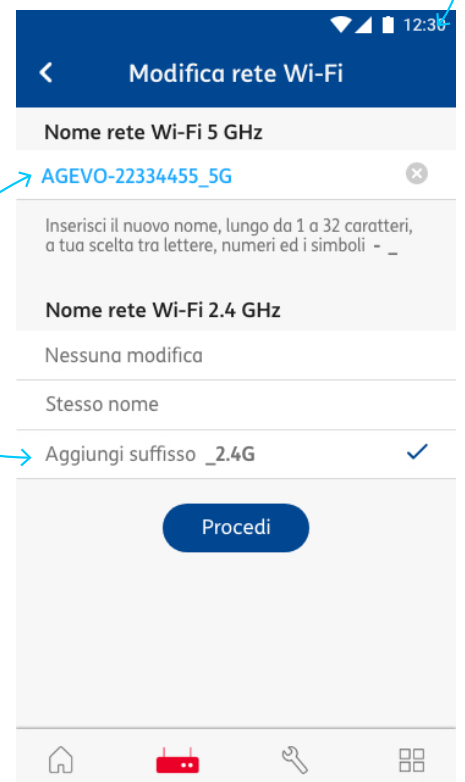 12:30
Modifica rete Wi-Fi
Nome rete Wi-Fi 5 GHz
AGEVO-22334455_5G
Inserisci il nuovo nome, lungo da 1 a 32 caratteri,
a tua scelta tra lettere, numeri ed i simboli - _
Nome rete Wi-Fi 2.4 GHz
Nessuna modifica
Stesso nome
Aggiungi suffisso _2.4G
Procedi